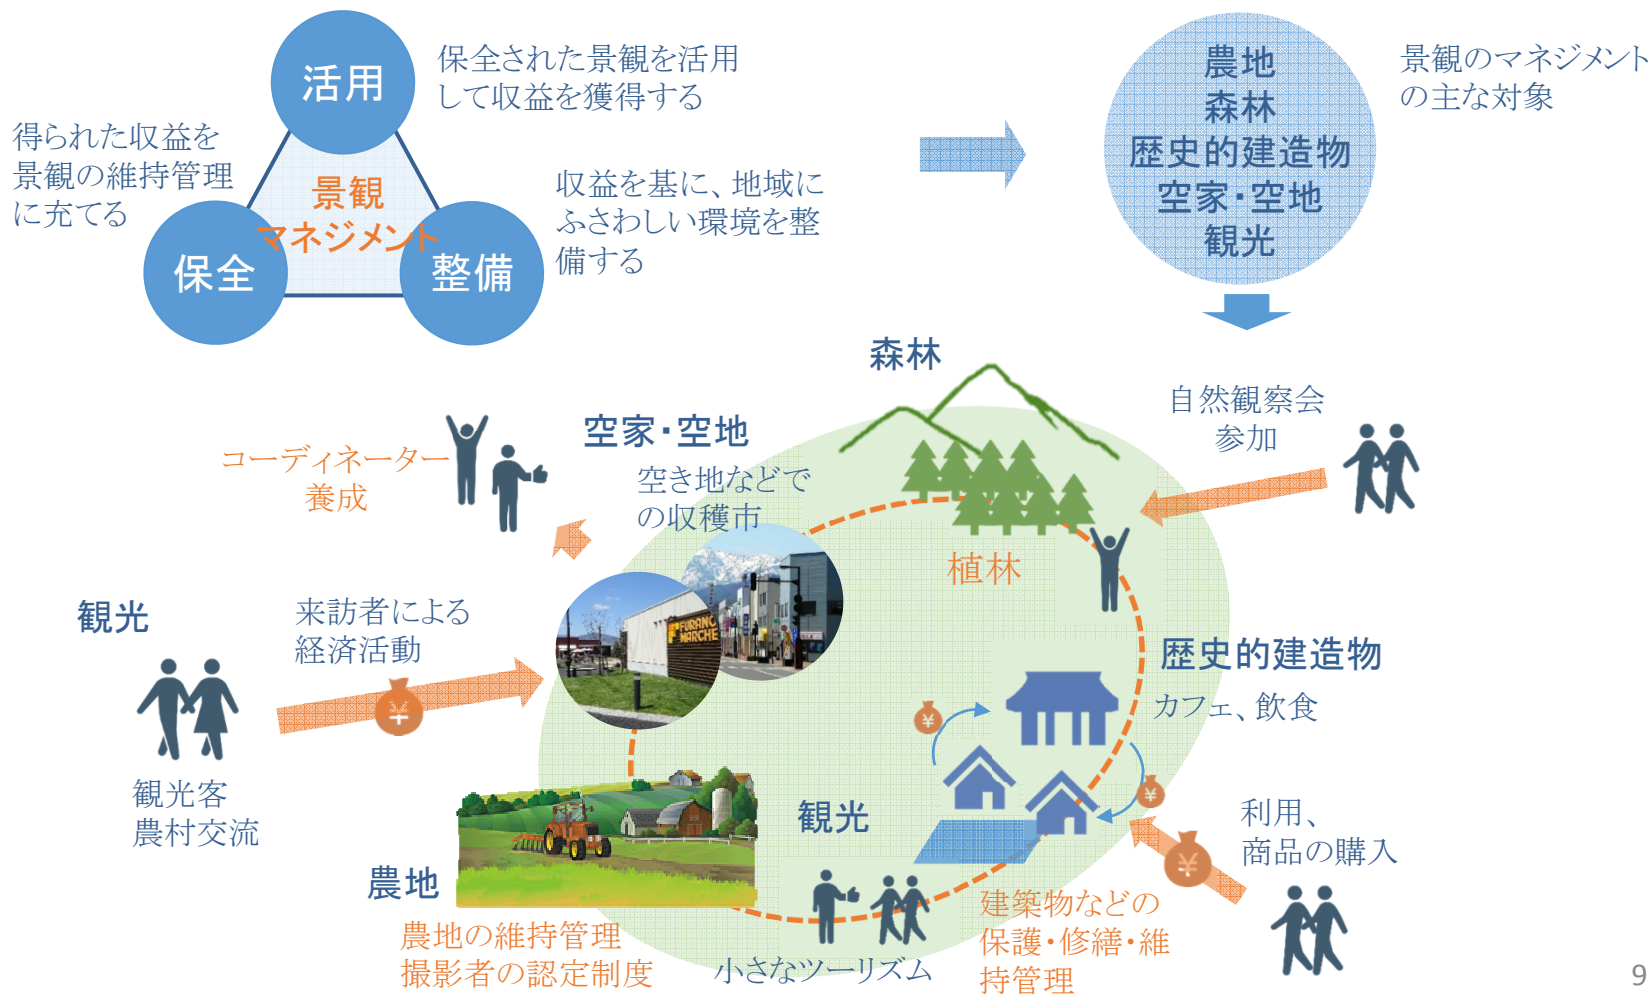 活用
保全された景観を活用
して収益を獲得する
得られた収益を
景観の維持管理
に充てる
景観
マネジメント
保全
整備
収益を基に、地域に
ふさわしい環境を整
備する
農地
森林
歴史的建造物
空家・空地
観光
景観のマネジメント
の主な対象
森林
自然観察会
参加
空家・空地
空き地などで
の収穫市
コーディネーター
養成
植林
観光
来訪者による
経済活動
¥
FURANO
MARCHE
歴史的建造物
カフェ、飲食
¥
¥
観光客
農村交流
観光
利用、
商品の購入
¥
農地
農地の維持管理
撮影者の認定制度
小さなツーリズム
建築物などの
保護・修繕・維
持管理
9